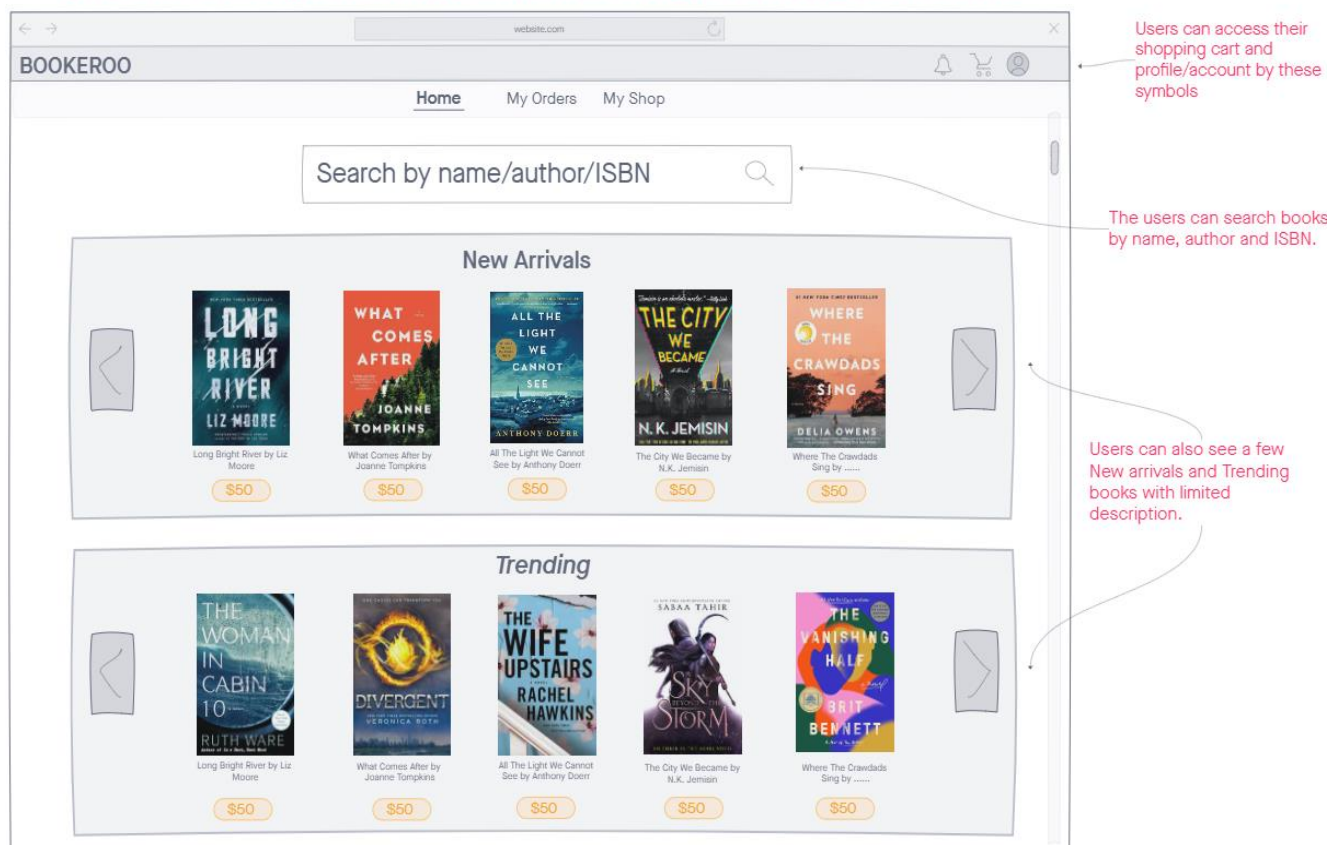 website.com
BOOKEROO
Home My Orders My Shop
Search by name/author/ISBN
New Arrivals
LONG
BRIGHT
RIVER
A NOVEL
LIZ MOORE
WHAT
COMES
AFTER
JOANNE
TOMPKINS
ALL THE
LIGHT
WE
CANNOT
SEE
ANTHONY DOERR
THE CITY
WE
BECAME
A Novel
N. K. JEMISIN
#1 NEW YORK TIMES BESTSELLER
WHERE
THE
CRAWDADS
SING
DELIA OWENS
Long Bright River by Liz
Moore
What Comes After by
Joanne Tompkins
All The Light We Cannot
See by Anthony Doerr
The City We Became by
N.K. Jemisin
Where The Crawdads
Sing by ......
$50 $50 $50 $50 $50
Trending
THE
WOMAN
IN
CABIN
10
RUTH WARE
DIVERGENT
VERONICA ROTH
THE
WIFE
UPSTAIRS
RACHEL
HAWKINS
SABAA TAHIR
A
SKY
BEYOND THE
STORM
THE
VANISHING
HALF
BRIT
BENNETT
Long Bright River by Liz
Moore
What Comes After by
Joanne Tompkins
All The Light We Cannot
See by Anthony Doerr
The City We Became by
N.K. Jemisin
Where The Crawdads
Sing by ......
$50 $50 $50 $50 $50
Users can access their
shopping cart and
profile/account by these
symbols
The users can search books
by name, author and ISBN.
Users can also see a few
New arrivals and Trending
books with limited
description.